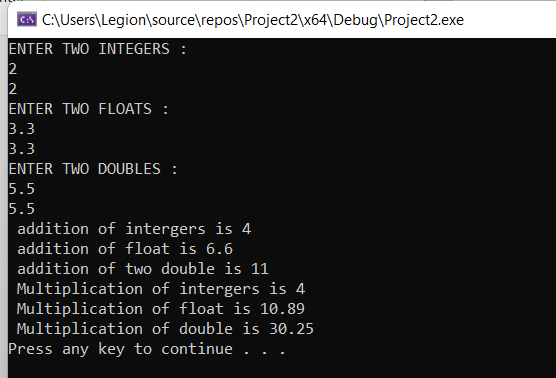 C:\Users\Legion\source\repos\Project2\x64\Debug\Project2.exe
ENTER TWO INTEGERS :
2
2
ENTER TWO FLOATS :
3.3
3.3
ENTER TWO DOUBLES :
5.5
5.5
addition of intergers is 4
addition of float is 6.6
addition of two double is 11
Multiplication of intergers is 4
Multiplication of float is 10.89
Multiplication of double is 30.25
Press any key to continue . . .